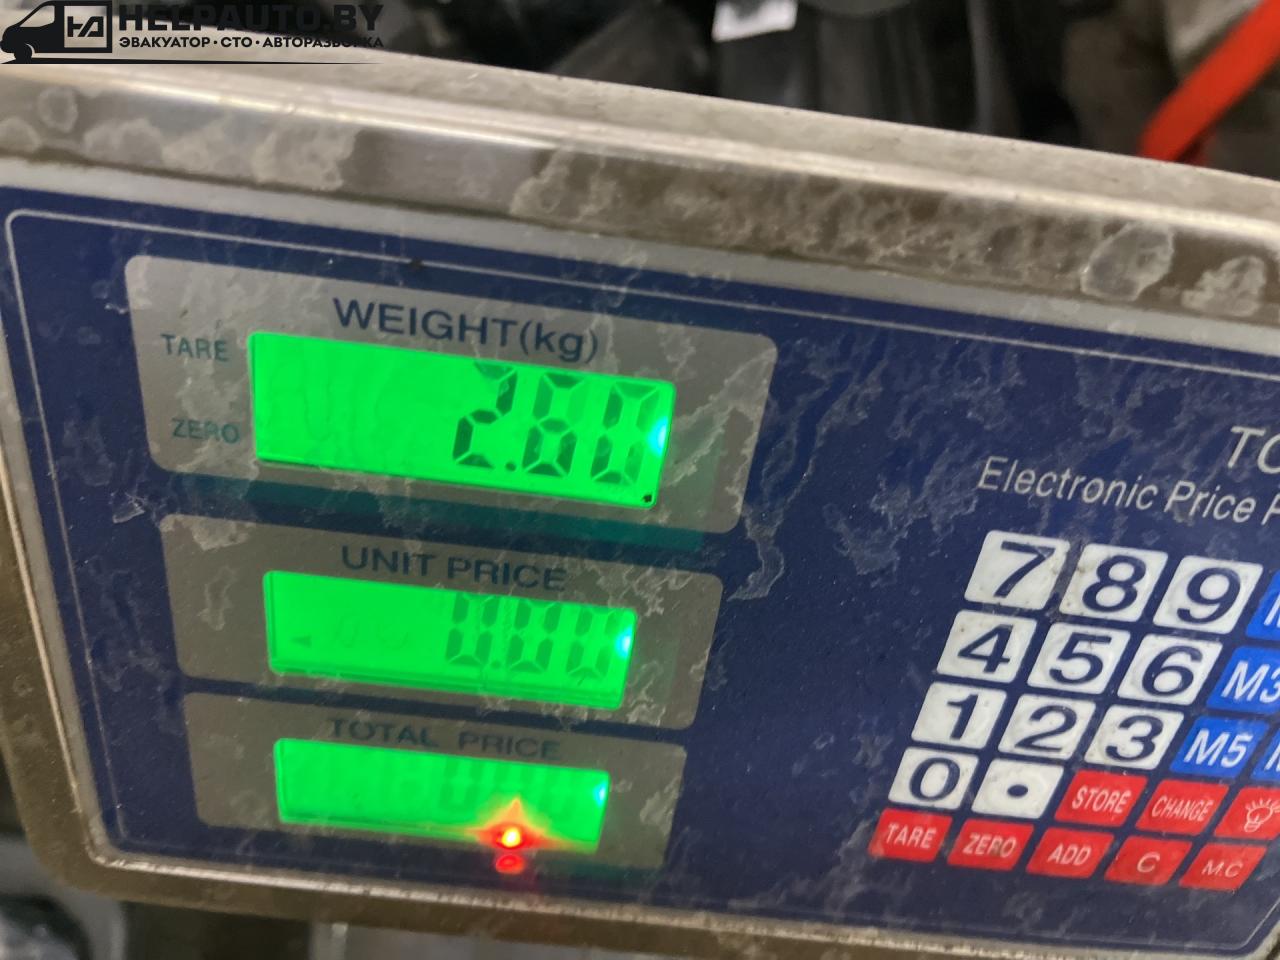 HELPAUTO.BY
ЭВАКУАТОР • СТО • АВТОРАЗБОРКА
WEIGHT(kg)
TARE
ZERO
2.60
UNIT PRICE
0.00
TOTAL PRICE
Electronic Price
7 8 9
4 5 6 M3
1 2 3 M5
0 • STORE CHANGE
TARE ZERO ADD C M.C